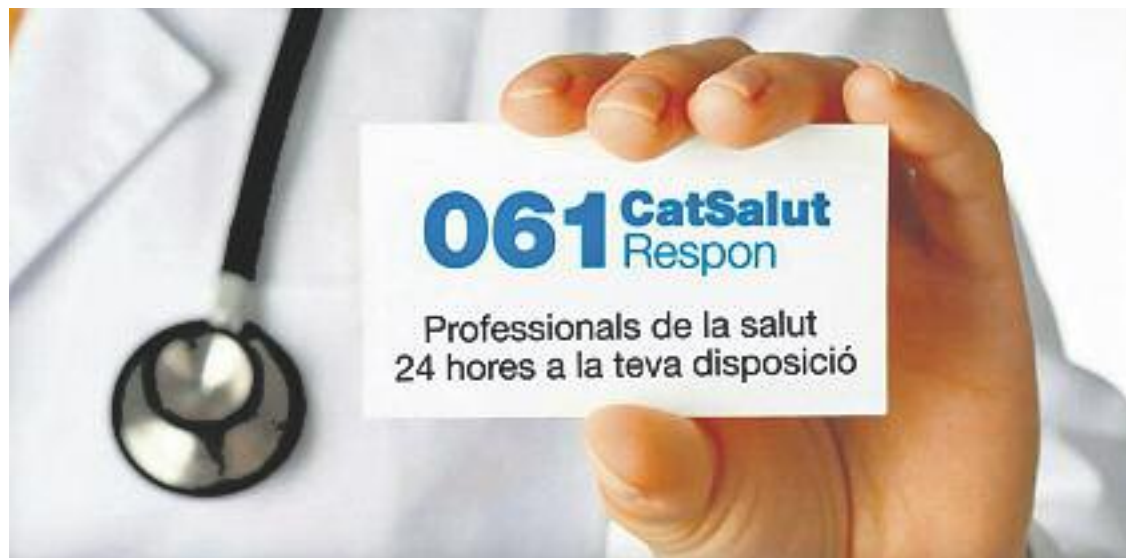 061 CatSalut
Respon
Professionals de la salut
24 hores a la teva disposició